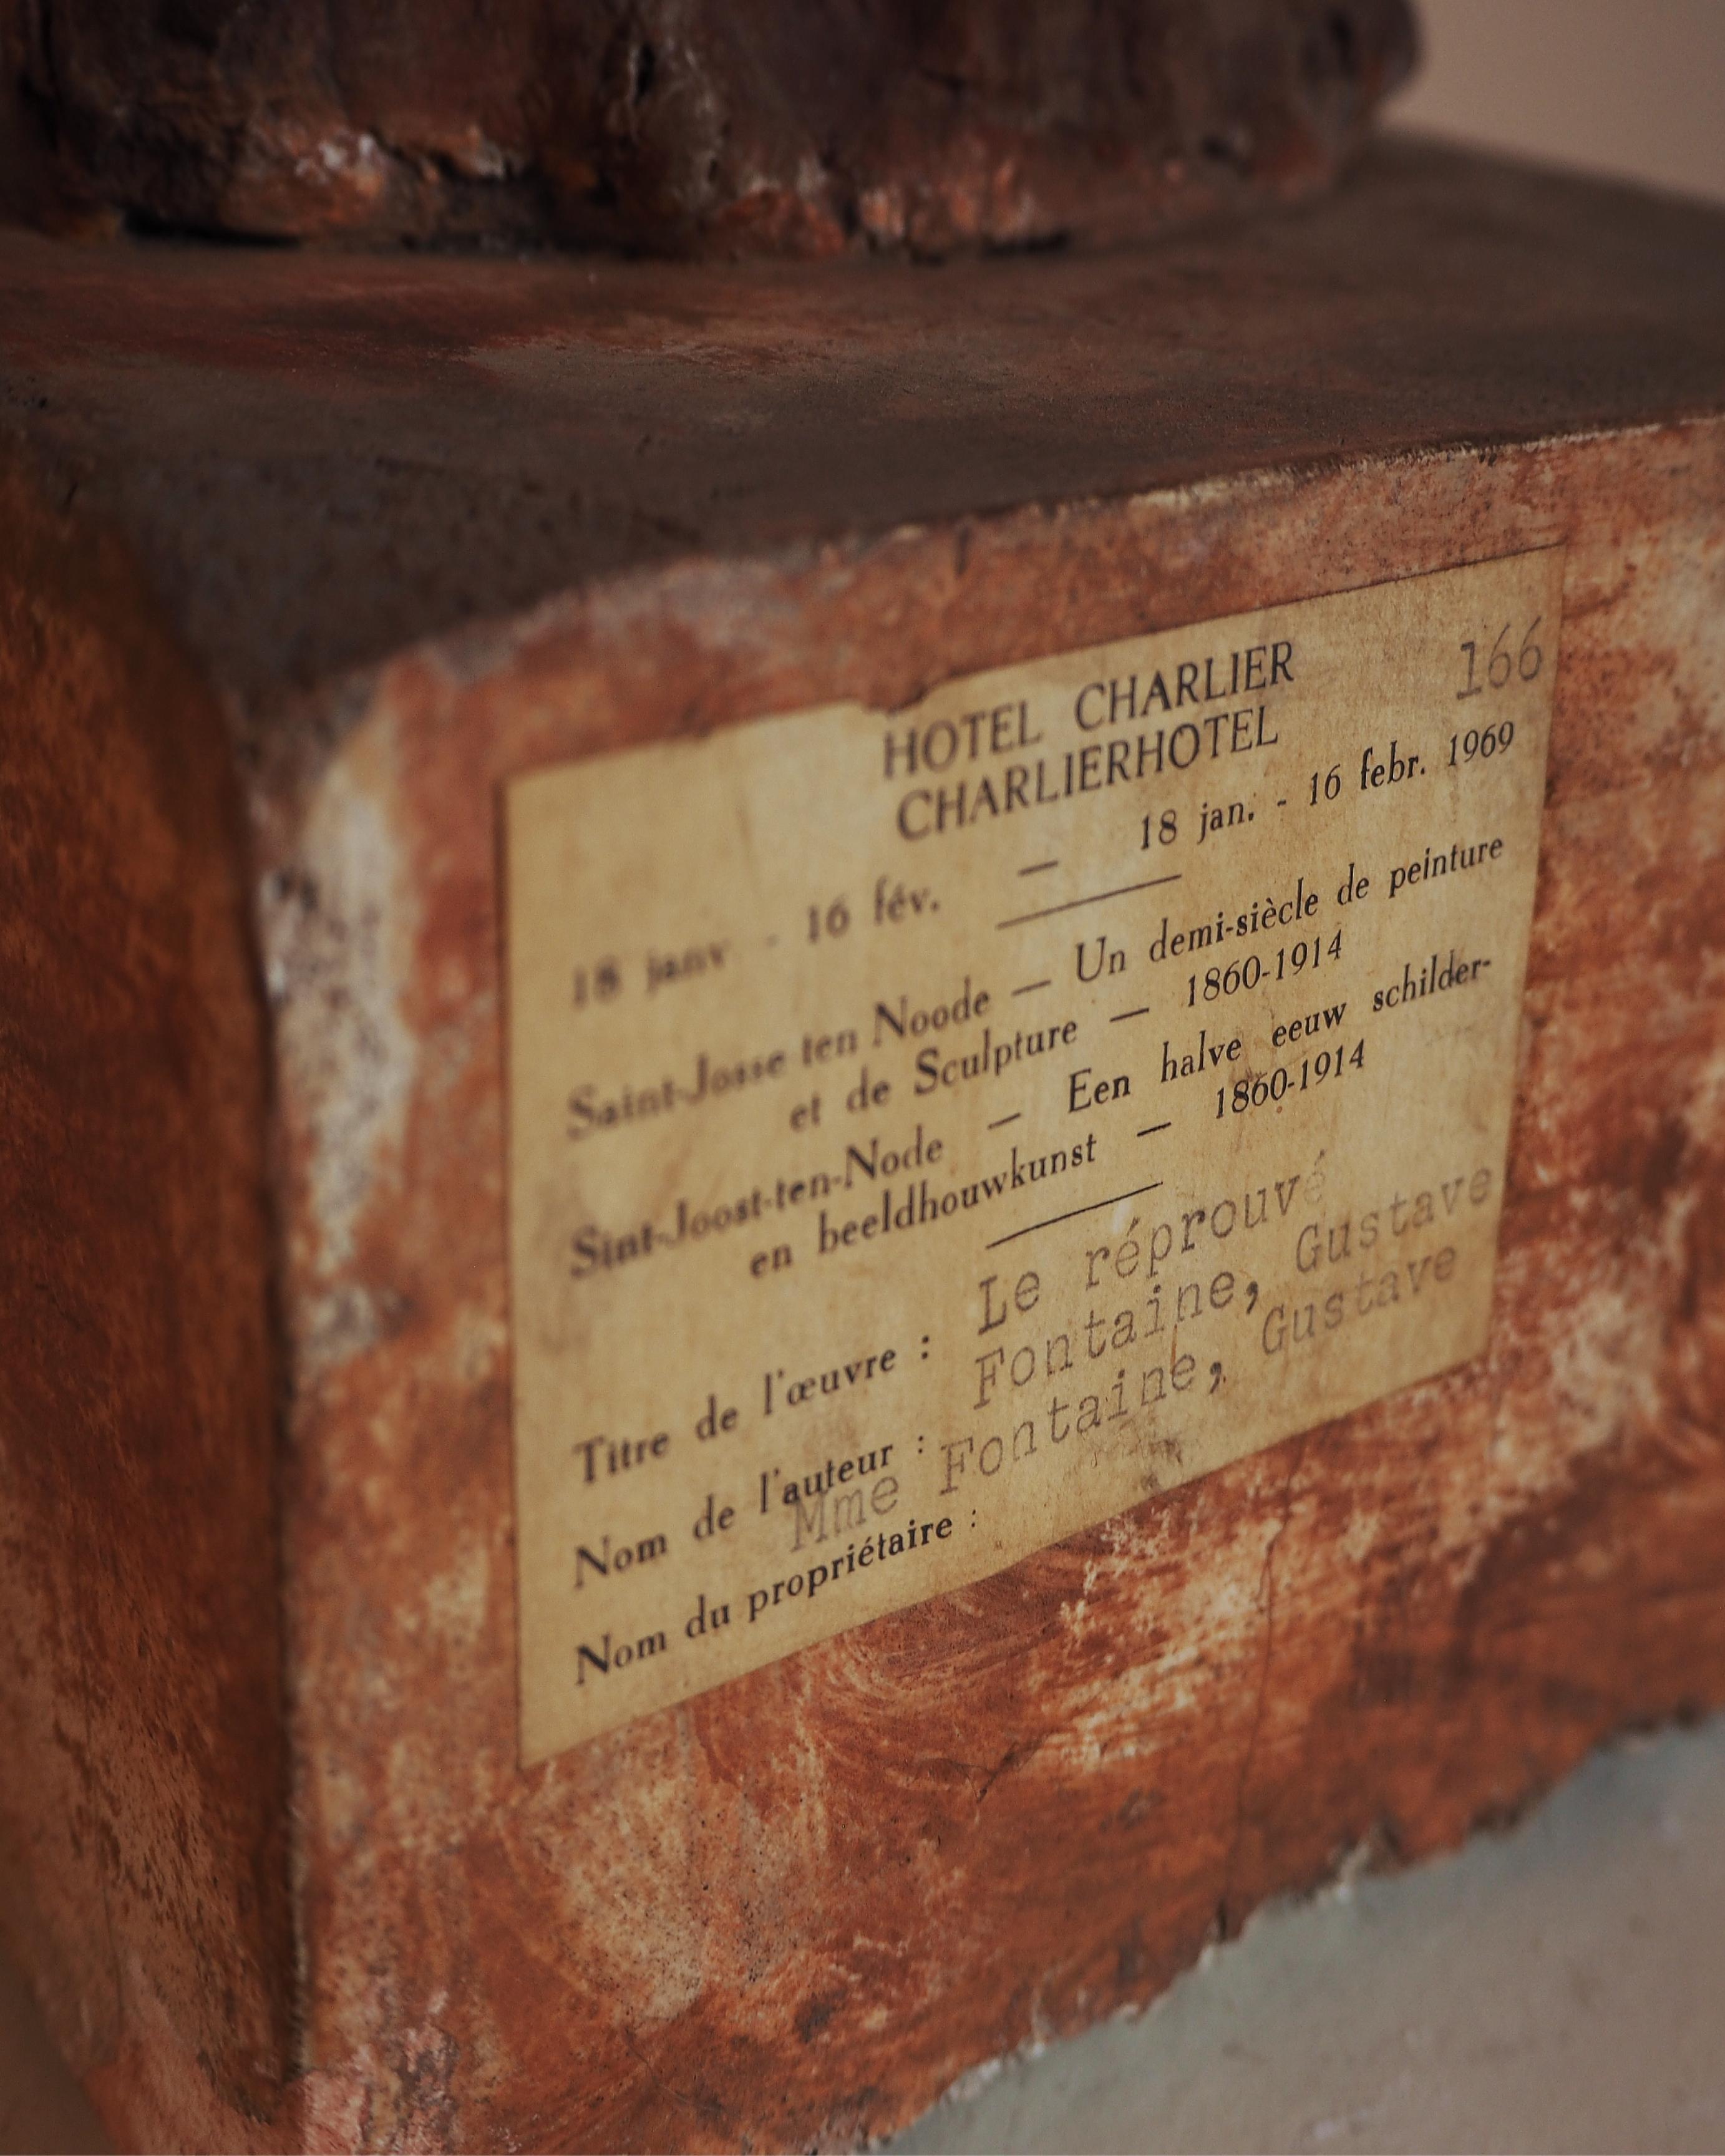 166
HOTEL CHARLIER
CHARLIERHOTEL
18 janv - 16 fév. — 18 jan. - 16 febr. 1969
Saint-Josse ten Noode — Un demi-siècle de peinture
et de Sculpture — 1860-1914
Sint-Joost-ten-Node — Een halve eeuw schilder-
en beeldhouwkunst — 1860-1914
Titre de l'œuvre : Le réprouvé
Nom de l'auteur : Fontaine, Gustave
Mme Fontaine, Gustave
Nom du propriétaire :